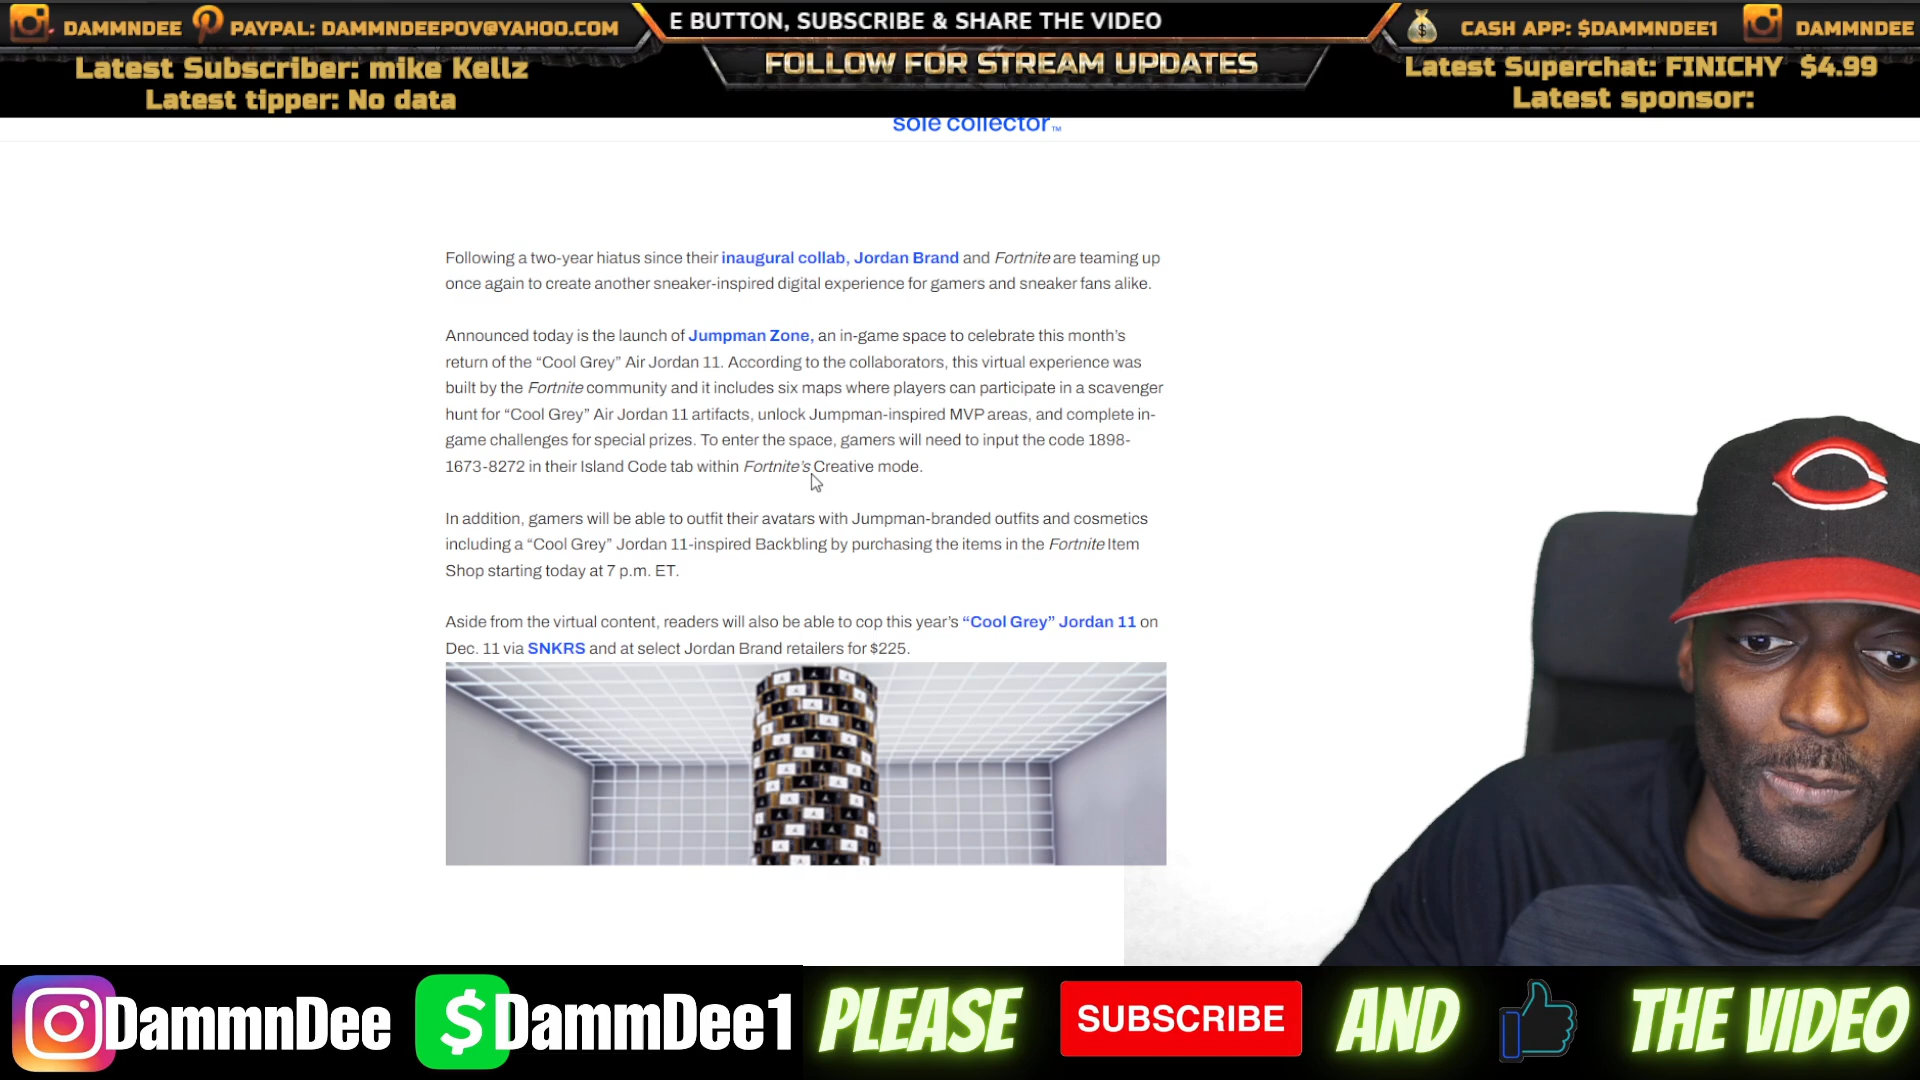 DAMMNDEE PAYPAL: DAMMNDEEPOV@YAHOO.COM
E BUTTON, SUBSCRIBE & SHARE THE VIDEO
CASH APP: $DAMMNDEE1 DAMMNDEE
Latest Subscriber: mike Kellz
Latest tipper: No data
FOLLOW FOR STREAM UPDATES
Latest Superchat: FINICHY $4.99
Latest sponsor:
sole collector™
Following a two-year hiatus since their inaugural collab, Jordan Brand and Fortnite are teaming up
once again to create another sneaker-inspired digital experience for gamers and sneaker fans alike.
Announced today is the launch of Jumpman Zone, an in-game space to celebrate this month’s
return of the “Cool Grey” Air Jordan 11. According to the collaborators, this virtual experience was
built by the Fortnite community and it includes six maps where players can participate in a scavenger
hunt for “Cool Grey” Air Jordan 11 artifacts, unlock Jumpman-inspired MVP areas, and complete in-
game challenges for special prizes. To enter the space, gamers will need to input the code 1898-
1673-8272 in their Island Code tab within Fortnite’s Creative mode.
In addition, gamers will be able to outfit their avatars with Jumpman-branded outfits and cosmetics
including a “Cool Grey” Jordan 11-inspired Backbling by purchasing the items in the Fortnite Item
Shop starting today at 7 p.m. ET.
Aside from the virtual content, readers will also be able to cop this year’s “Cool Grey” Jordan 11 on
Dec. 11 via SNKRS and at select Jordan Brand retailers for $225.
DammnDee $ DammDee1 PLEASE SUBSCRIBE AND THE VIDEO